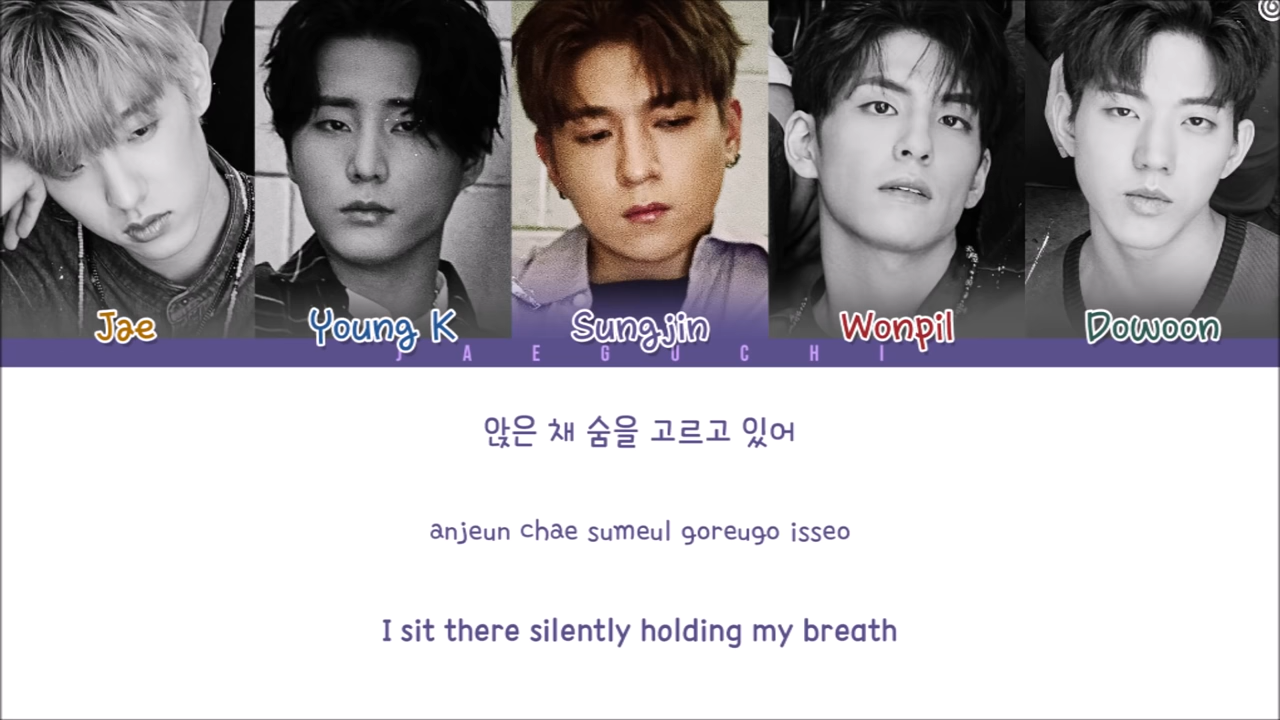 Jae
Young K
Sungjin
Wonpil
Dowoon
JAEGUCHI
앉은 채 숨을 고르고 있어
anjeun chae sumeul goreugo isseo
I sit there silently holding my breath